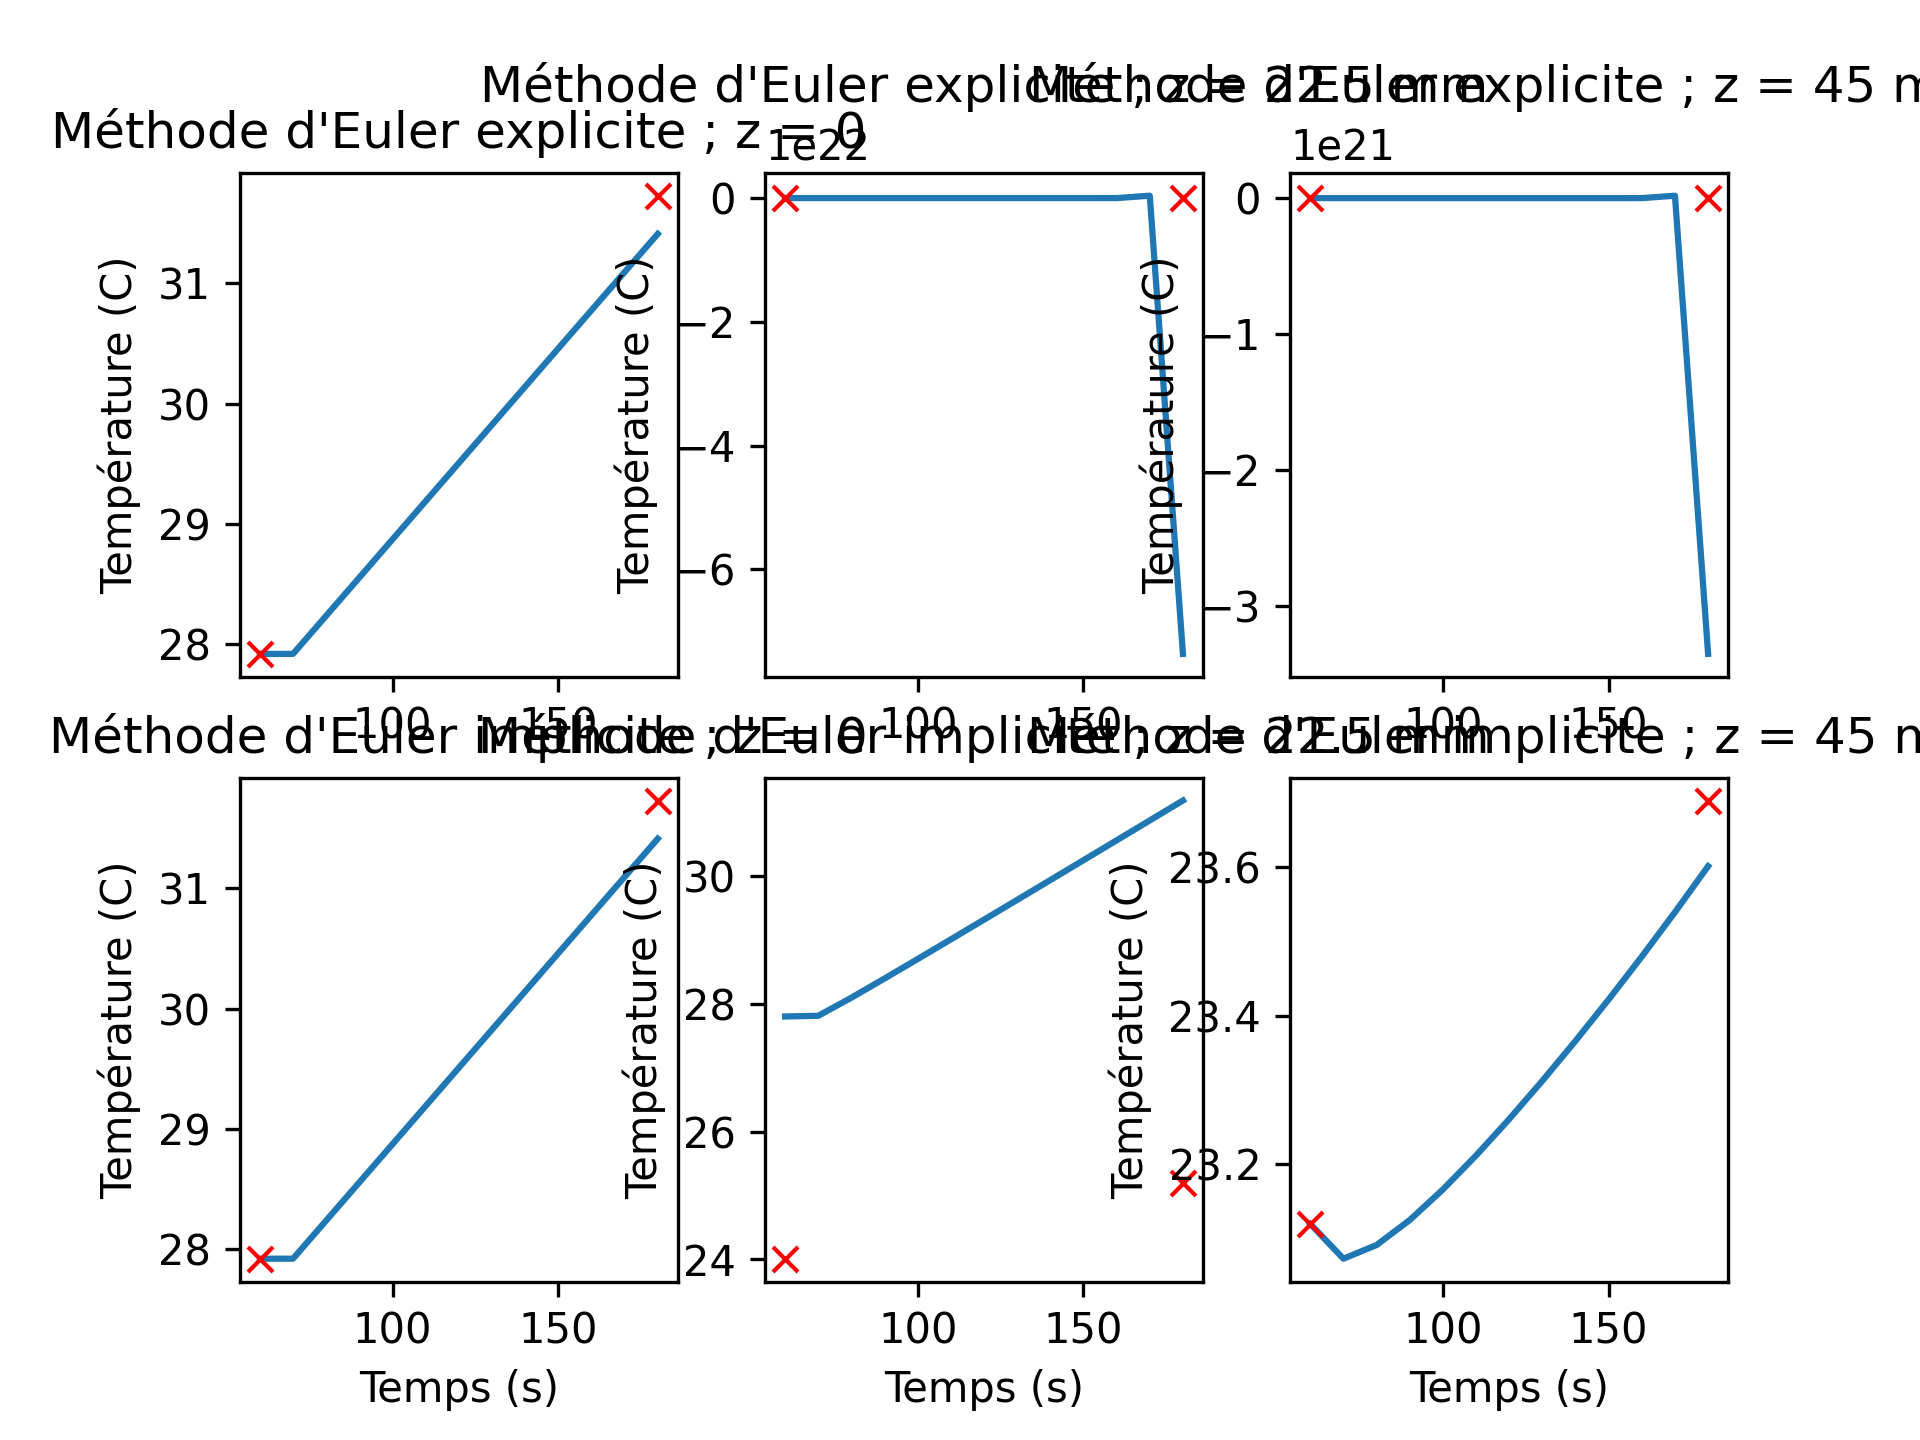 Méthode d'Euler explicite ; z = 0
Méthode d'Euler explicite ; z = 22.5 mm
Méthode d'Euler explicite ; z = 45 m
Température (C)
31
30
29
28
100
150
1e22
Température (C)
0
−2
−4
−6
100
150
1e21
Température (C)
0
−1
−2
−3
100
150
Méthode d'Euler implicite ; z = 0
Méthode d'Euler implicite ; z = 22.5 mm
Méthode d'Euler implicite ; z = 45 m
Température (C)
31
30
29
28
100
150
Temps (s)
Température (C)
30
28
26
24
100
150
Temps (s)
Température (C)
23.6
23.4
23.2
100
150
Temps (s)